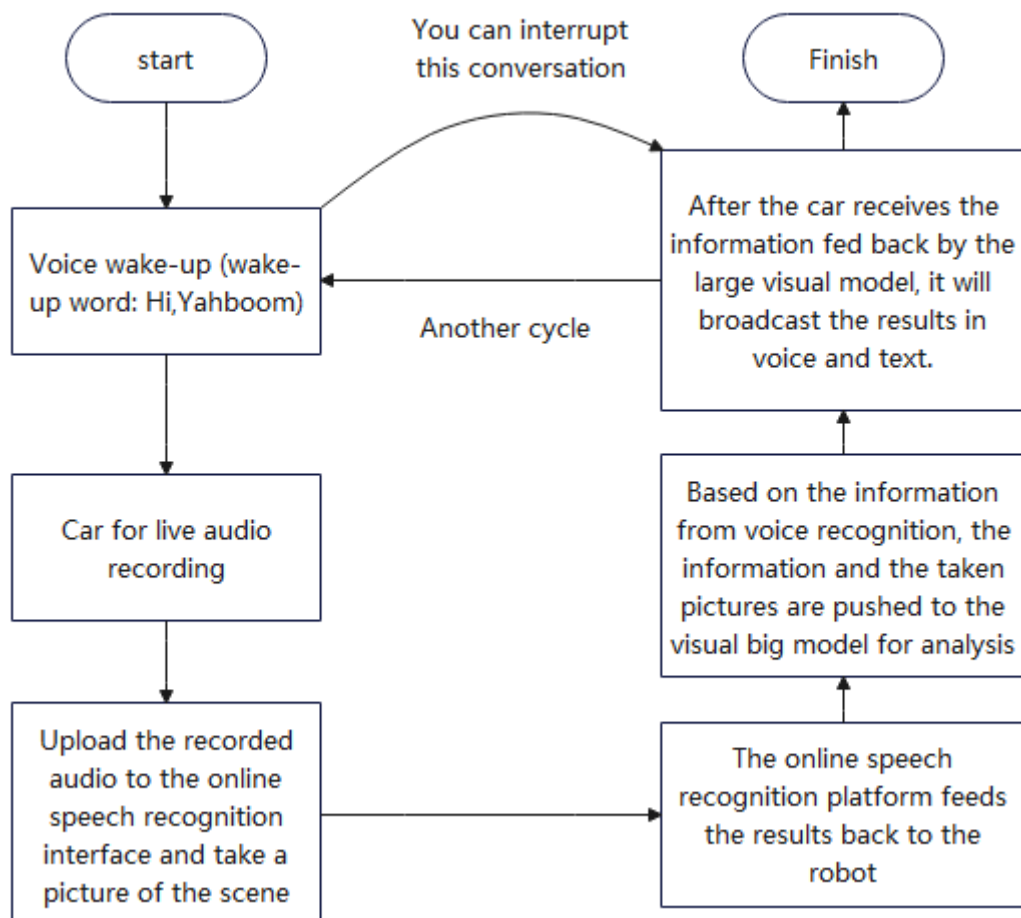 start
You can interrupt
this conversation
Finish
Voice wake-up (wake-
up word: Hi,Yahboom)
Another cycle
After the car receives the
information fed back by the
large visual model, it will
broadcast the results in
voice and text.
Car for live audio
recording
Based on the information
from voice recognition, the
information and the taken
pictures are pushed to the
visual big model for analysis
Upload the recorded
audio to the online
speech recognition
interface and take a
picture of the scene
The online speech
recognition platform feeds
the results back to the
robot